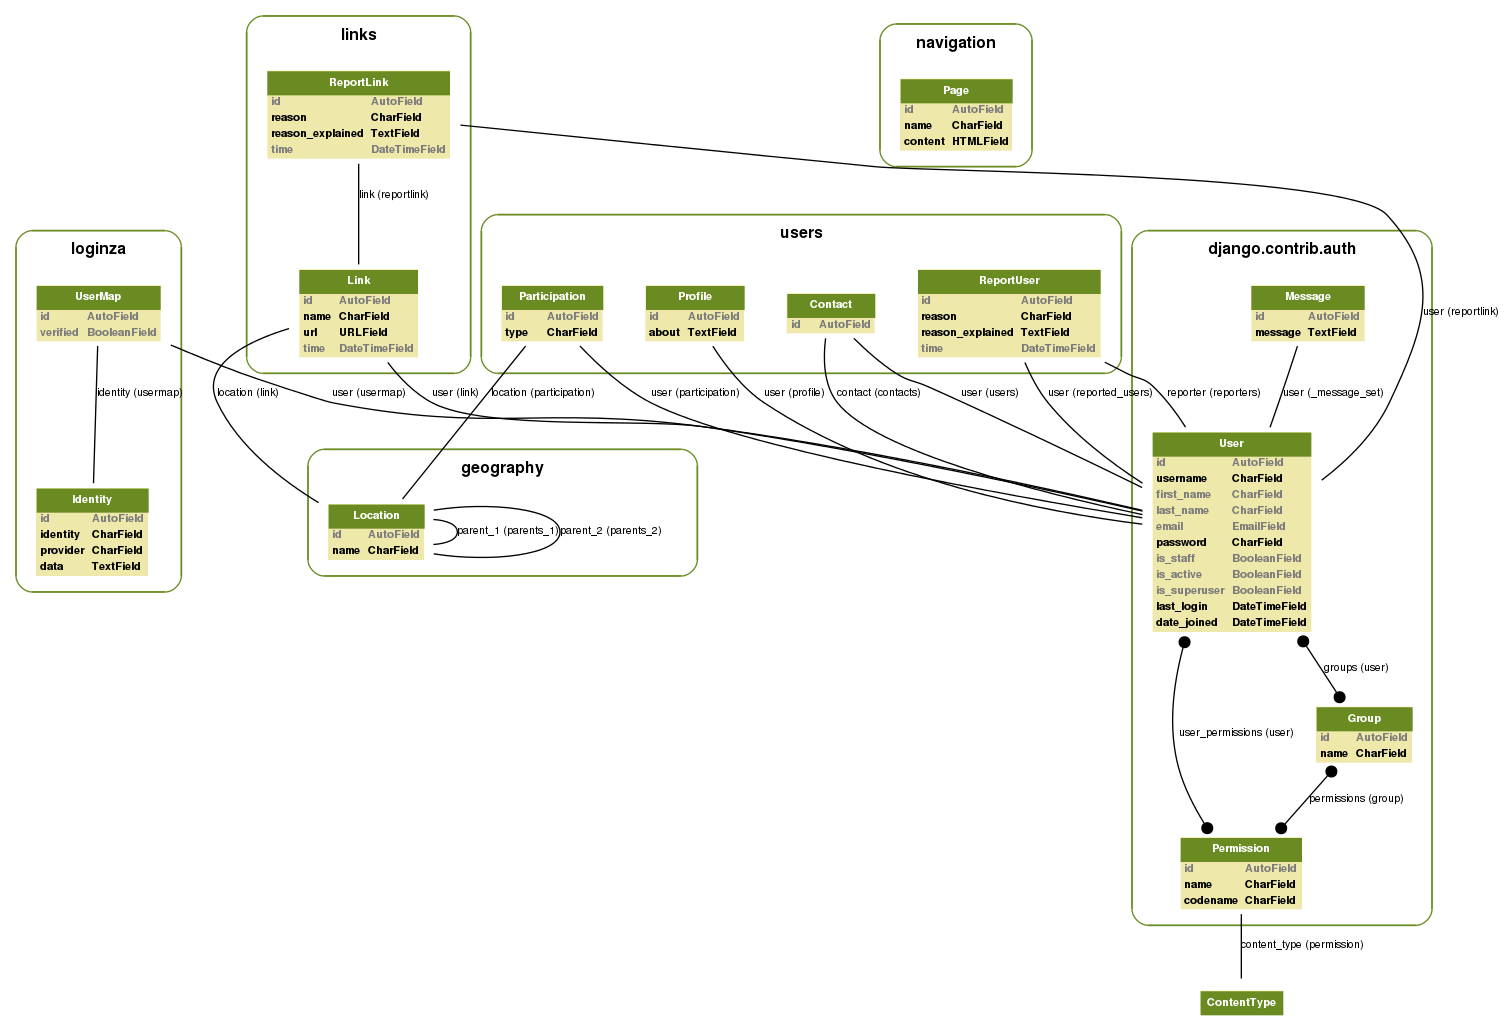 links
ReportLink
id AutoField
reason CharField
reason_explained TextField
time DateTimeField
link (reportlink)
Link
id AutoField
name CharField
url URLField
time DateTimeField
navigation
Page
id AutoField
name CharField
content HTMLField
loginza
UserMap
id AutoField
verified BooleanField
identity (usermap)
Identity
id AutoField
identity CharField
provider CharField
data TextField
users
Participation
id AutoField
type CharField
Profile
id AutoField
about TextField
Contact
id AutoField
ReportUser
id AutoField
reason CharField
reason_explained TextField
time DateTimeField
location (link)
user (usermap)
user (link)
location (participation)
user (participation)
user (profile)
contact (contacts)
user (users)
user (reported_users)
reporter (reporters)
user (_message_set)
user (reportlink)
geography
Location
id AutoField
name CharField
parent_1 (parents_1)
parent_2 (parents_2)
django.contrib.auth
Message
id AutoField
message TextField
User
id AutoField
username CharField
first_name CharField
last_name CharField
email EmailField
password CharField
is_staff BooleanField
is_active BooleanField
is_superuser BooleanField
last_login DateTimeField
date_joined DateTimeField
groups (user)
user_permissions (user)
Group
id AutoField
name CharField
permissions (group)
Permission
id AutoField
name CharField
codename CharField
content_type (permission)
ContentType